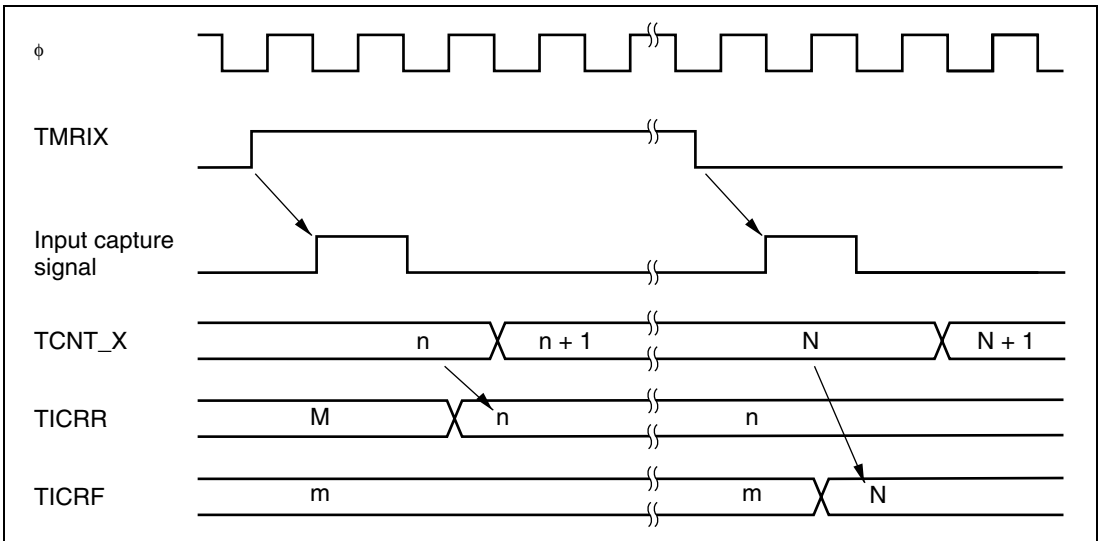 ϕ
TMRIX
Input capture
signal
TCNT_X n n + 1 N N + 1
TICRR M n n
TICRF m m N